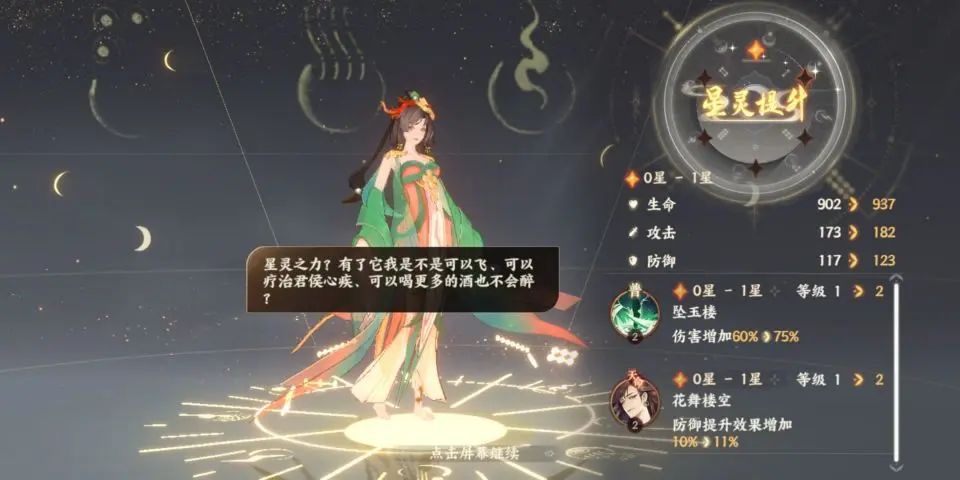 星灵提升
0星 - 1星
生命 902 937
攻击 173 182
防御 117 123
星灵之力？有了它我是不是可以飞、可以
疗治君侯心疾、可以喝更多的酒也不会醉
？
普
2
0星 - 1星 等级 1 2
坠玉楼
伤害增加60% 75%
天
2
0星 - 1星 等级 1 2
花舞楼空
防御提升效果增加
10% 11%
点击屏幕继续